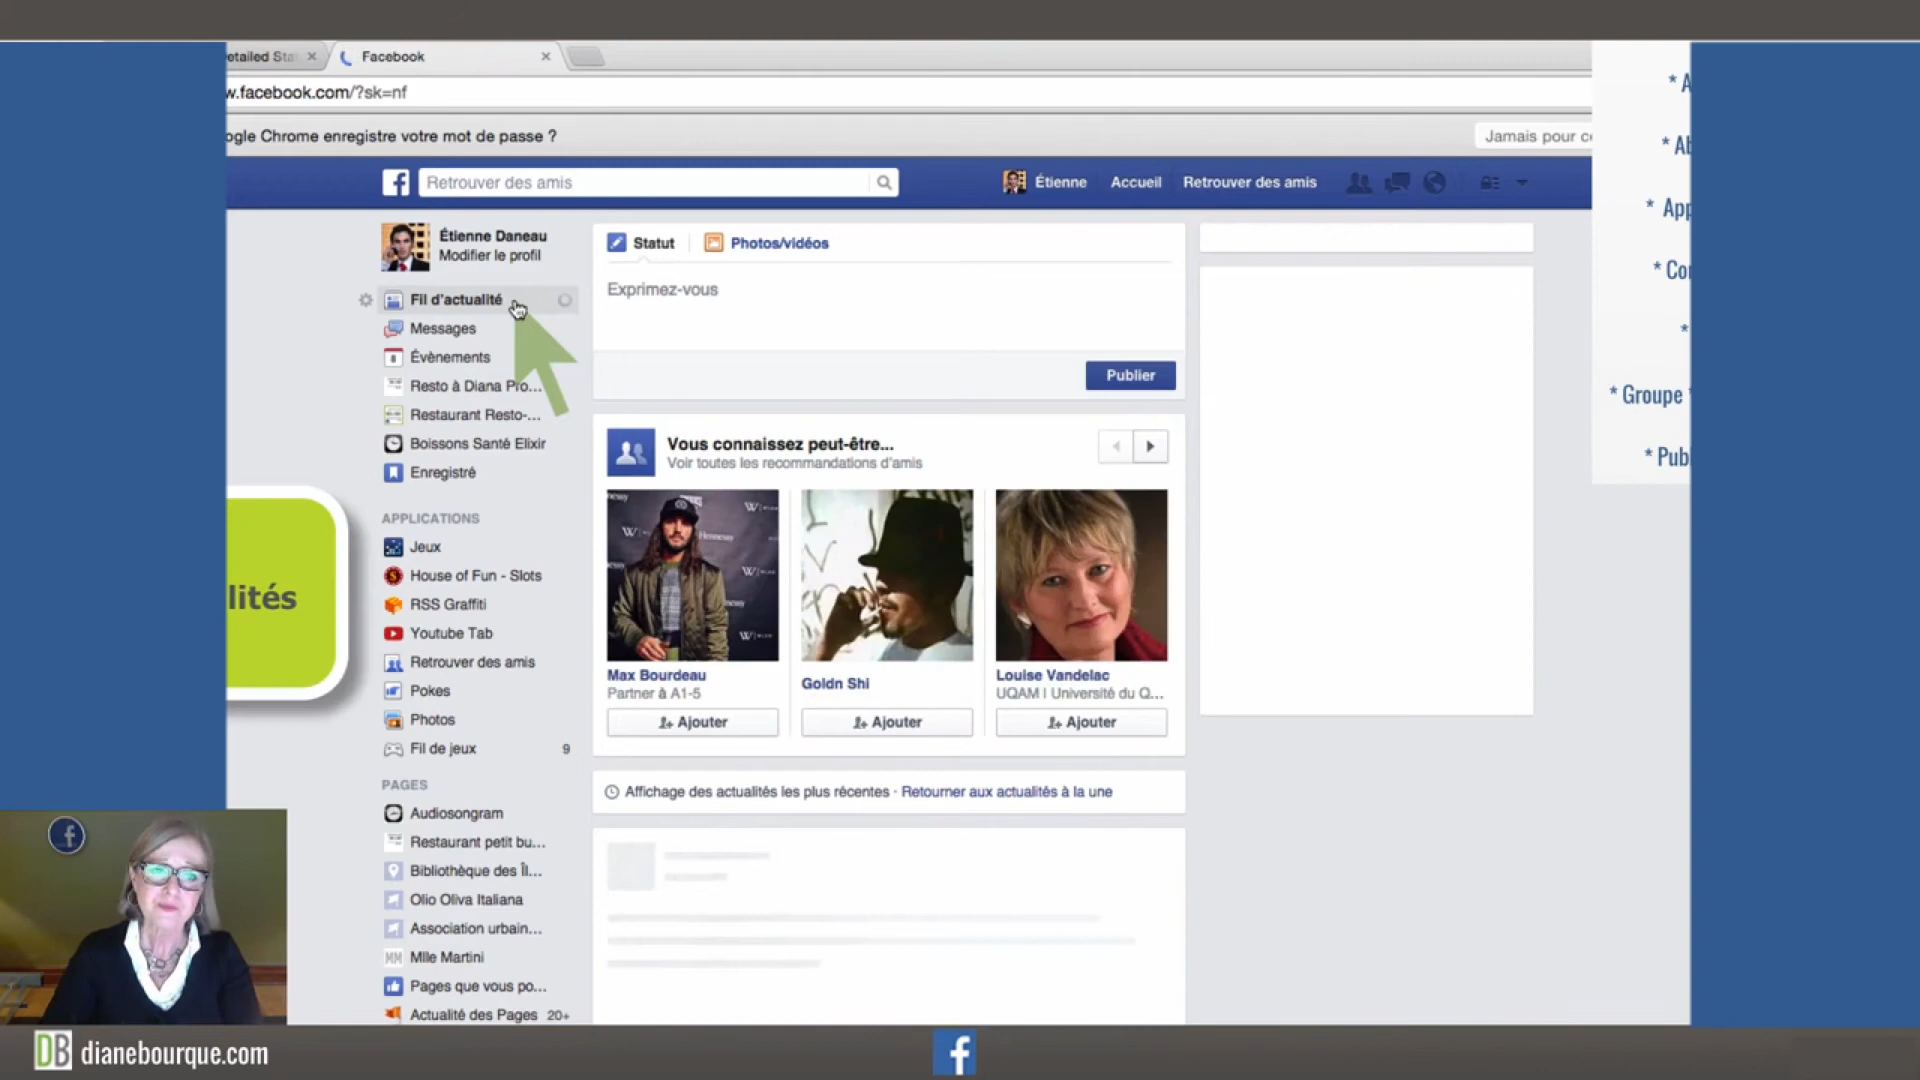 etailed Sta
Facebook
w.facebook.com/?sk=nf
ogle Chrome enregistre votre mot de passe ?
Jamais pour ce
Retrouver des amis
Étienne
Accueil
Retrouver des amis
Étienne Daneau
Modifier le profil
Fil d'actualité
Messages
Évènements
Resto à Diana Pro...
Restaurant Resto-...
Boissons Santé Elixir
Enregistré
APPLICATIONS
Jeux
House of Fun - Slots
RSS Graffiti
Youtube Tab
Retrouver des amis
Pokes
Photos
Fil de jeux 9
PAGES
Audiosongram
Restaurant petit bu...
Bibliothèque des Îl...
Olio Oliva Italiana
Association urbain...
MM Mlle Martini
Pages que vous po...
Actualité des Pages 20+
lités
Statut
Photos/vidéos
Exprimez-vous
Publier
Vous connaissez peut-être...
Voir toutes les recommandations d'amis
Max Bourdeau
Partner à A1-5
Ajouter
Goldn Shi
Ajouter
Louise Vandelac
UQAM | Université du Q...
Ajouter
Affichage des actualités les plus récentes · Retourner aux actualités à la une
* A
* Ab
* App
* Co
*
* Groupe
* Publ
DB dianebourque.com